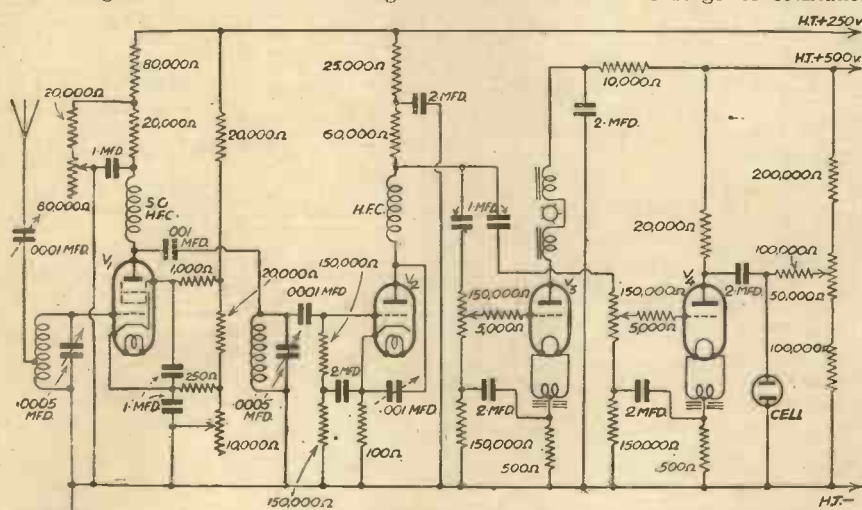 H.T.+250V
H.T.+500V
80,000Ω
20,000Ω
20,000Ω
1·MFD.
60,000Ω
·0001 MFD.
S.G.
H.F.C.
·001
MFD.
V1
1,000Ω
20,000Ω
20,000Ω
250Ω
·0005
MFD.
1·MFD.
10,000Ω
25,000Ω
2·MFD.
60,000Ω
H.F.C.
150,000Ω
·0001 MFD.
V2
·0005
MFD.
2·MFD.
·001 MFD.
100Ω
150,000Ω
1·MFD.
150,000Ω
5,000Ω
V3
2·MFD.
150,000Ω
500Ω
10,000Ω
2·MFD.
20,000Ω
150,000Ω
5,000Ω
V4
2·MFD.
2 MFD.
150,000Ω
500Ω
200,000Ω
100,000Ω
50,000Ω
100,000Ω
CELL
H.T.–